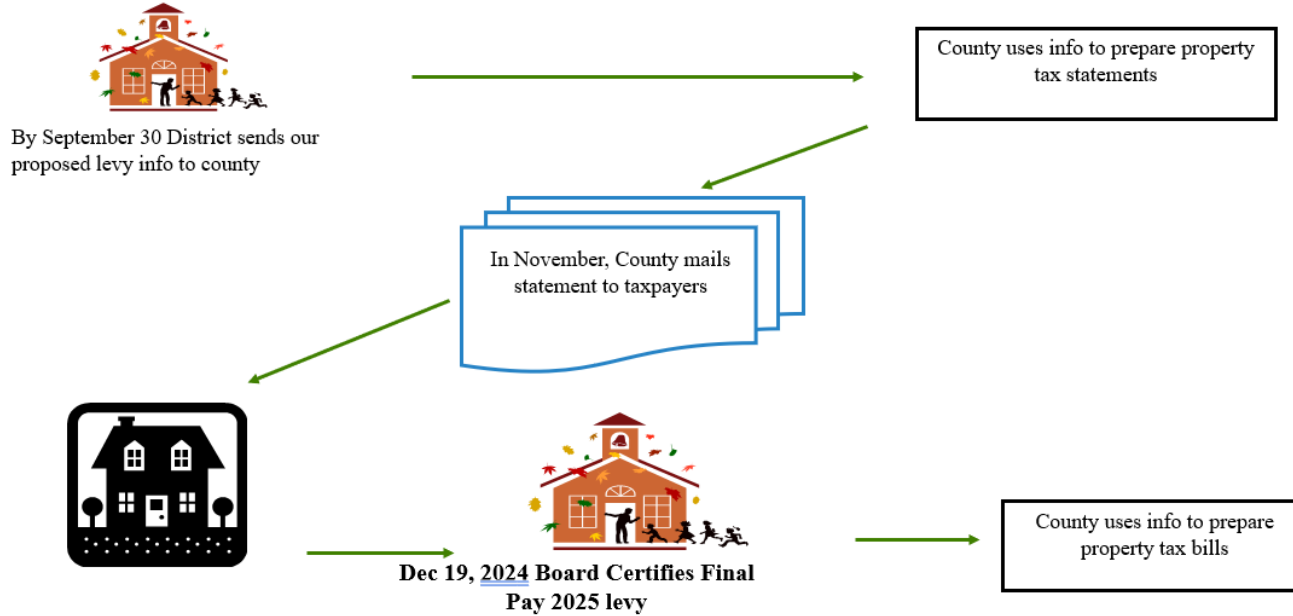 County uses info to prepare property
tax statements
By September 30 District sends our
proposed levy info to county
In November, County mails
statement to taxpayers
Dec 19, 2024 Board Certifies Final
Pay 2025 levy
County uses info to prepare
property tax bills